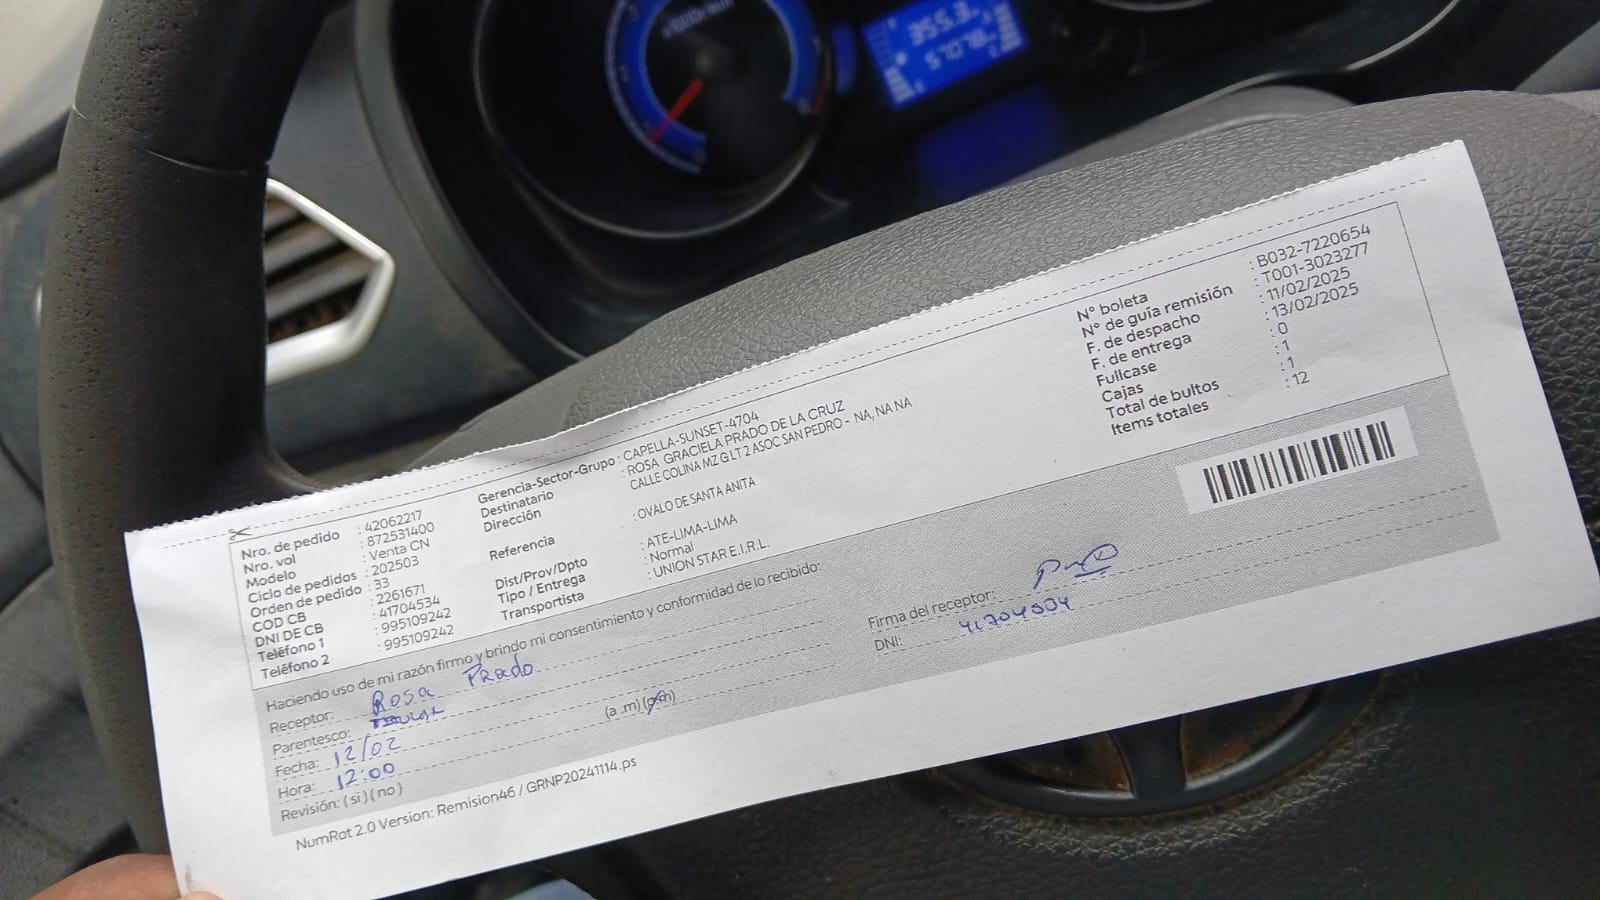 355.3
Nro. de pedido : 42062217
Nro. vol : 872531400
Modelo : Venta CN
Ciclo de pedidos : 202503
Orden de pedido : 33
COD CB : 2261671
DNI DE CB : 41704534
Teléfono 1 : 995109242
Teléfono 2 : 995109242
Gerencia-Sector-Grupo : CAPELLA-SUNSET-4704
Destinatario : ROSA GRACIELA PRADO DE LA CRUZ
Dirección CALLE COLINA MZ G LT 2 ASOC SAN PEDRO - NA, NA NA
Referencia : OVALO DE SANTA ANITA
Dist/Prov/Dpto : ATE-LIMA-LIMA
Tipo / Entrega : Normal
Transportista : UNION STAR E.I.R.L.
N° boleta : B032-7220654
N° de guía remisión : T001-3023277
F. de despacho : 11/02/2025
F. de entrega : 13/02/2025
Fullcase : 0
Cajas : 1
Total de bultos : 1
Items totales : 12
Haciendo uso de mi razón firmo y brindo mi consentimiento y conformidad de lo recibido:
Receptor: Rosa Prado
Parentesco:
Fecha: 12/02
Hora: 12:00 (a .m) (p.m)
Revisión: (si) (no)
Firma del receptor:
DNI: 41704534
NumRot 2.0 Version: Remision46 / GRNP20241114.ps